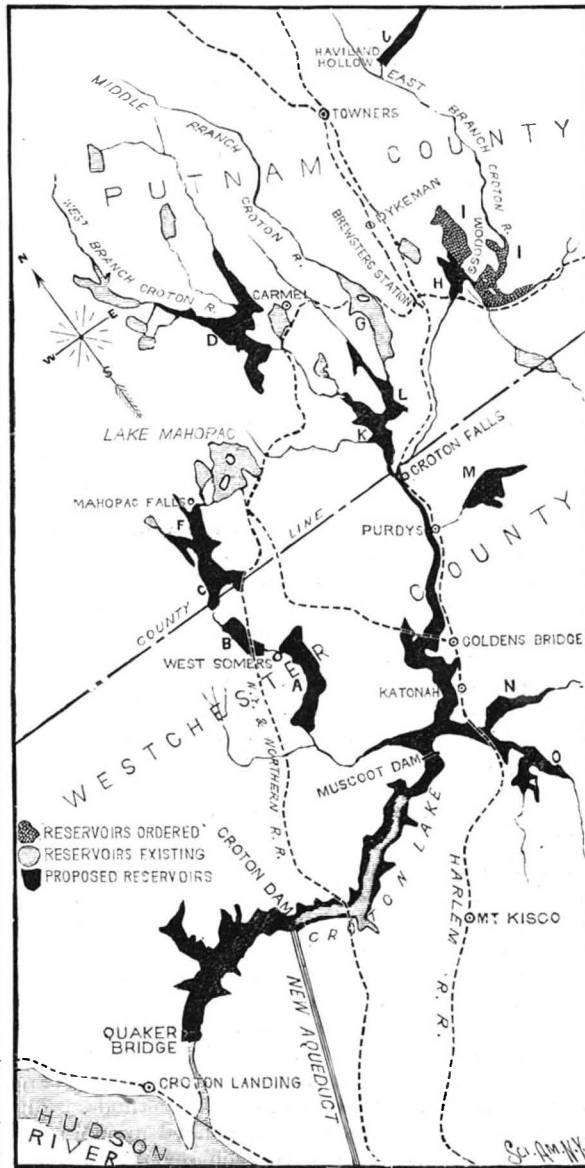 J
HAVILAND
HOLLOW
EAST BRANCH CROTON R.
MIDDLE BRANCH CROTON R.
TOWNERS
PUTNAM COUNTY
DYKEMAN
BREWSTERS STATION
WEST BRANCH CROTON R.
I
I
H
N
E
W
S
CARMEL
G
D
L
K
LAKE MAHOPAC
CROTON FALLS
M
MAHOPAC FALLS
F
PURDYS
COUNTY LINE
C
B
WEST SOMERS
A
GOLDENS BRIDGE
KATONAH
N
O
WESTCHESTER COUNTY
N.Y. & NORTHERN R.R.
MUSCOOT DAM
RESERVOIRS ORDERED
RESERVOIRS EXISTING
PROPOSED RESERVOIRS
CROTON DAM
CROTON LAKE
HARLEM R.R.
MT KISCO
NEW AQUEDUCT
QUAKER
BRIDGE
CROTON LANDING
HUDSON
RIVER
Sci. Am. N.Y.